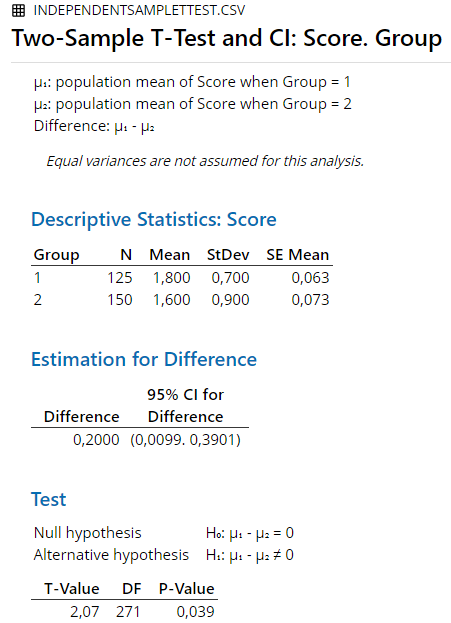 INDEPENDENTSAMPLETTEST.CSV
Two-Sample T-Test and CI: Score. Group
μ₁: population mean of Score when Group = 1
μ₂: population mean of Score when Group = 2
Difference: μ₁ - μ₂
Equal variances are not assumed for this analysis.
Descriptive Statistics: Score
Group N Mean StDev SE Mean
1 125 1,800 0,700 0,063
2 150 1,600 0,900 0,073
Estimation for Difference
95% CI for
Difference Difference
0,2000 (0,0099. 0,3901)
Test
Null hypothesis H₀: μ₁ - μ₂ = 0
Alternative hypothesis H₁: μ₁ - μ₂ ≠ 0
T-Value DF P-Value
2,07 271 0,039